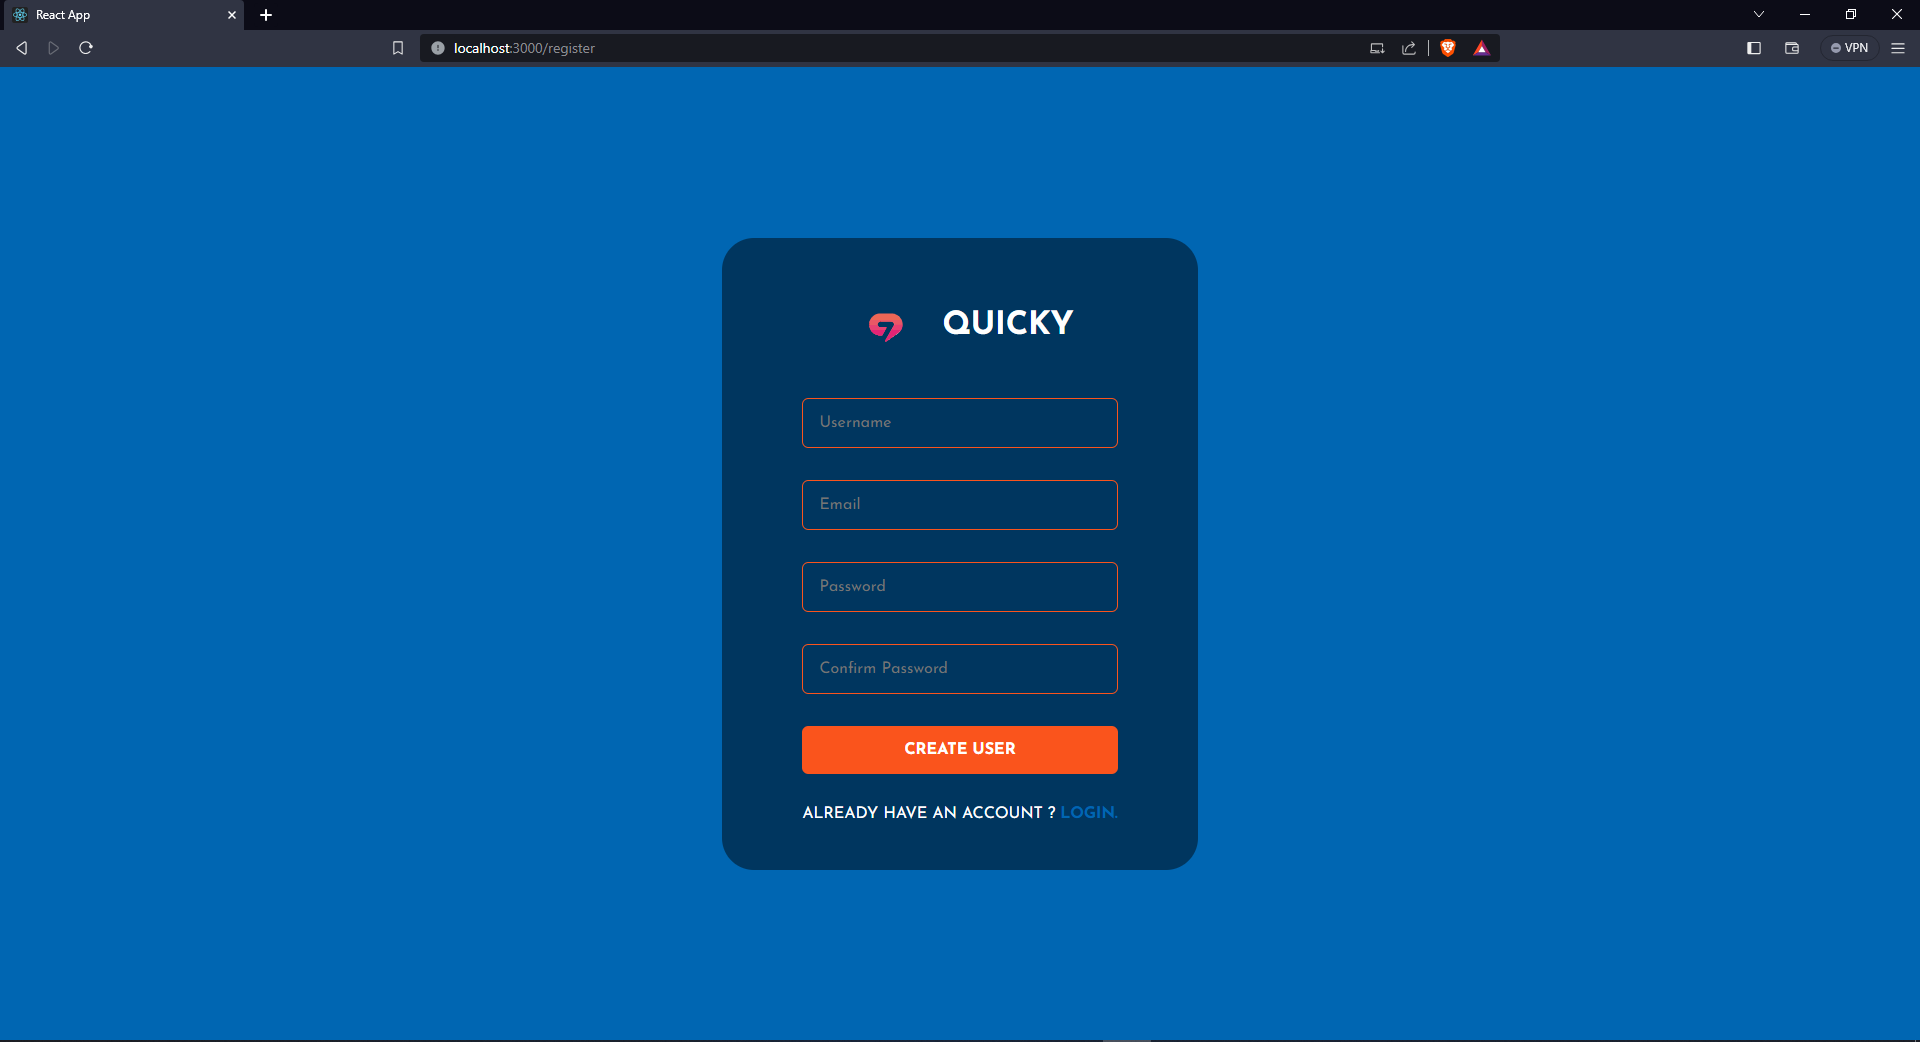 React App
localhost:3000/register
VPN
QUICKY
Username
Email
Password
Confirm Password
CREATE USER
ALREADY HAVE AN ACCOUNT ? LOGIN.